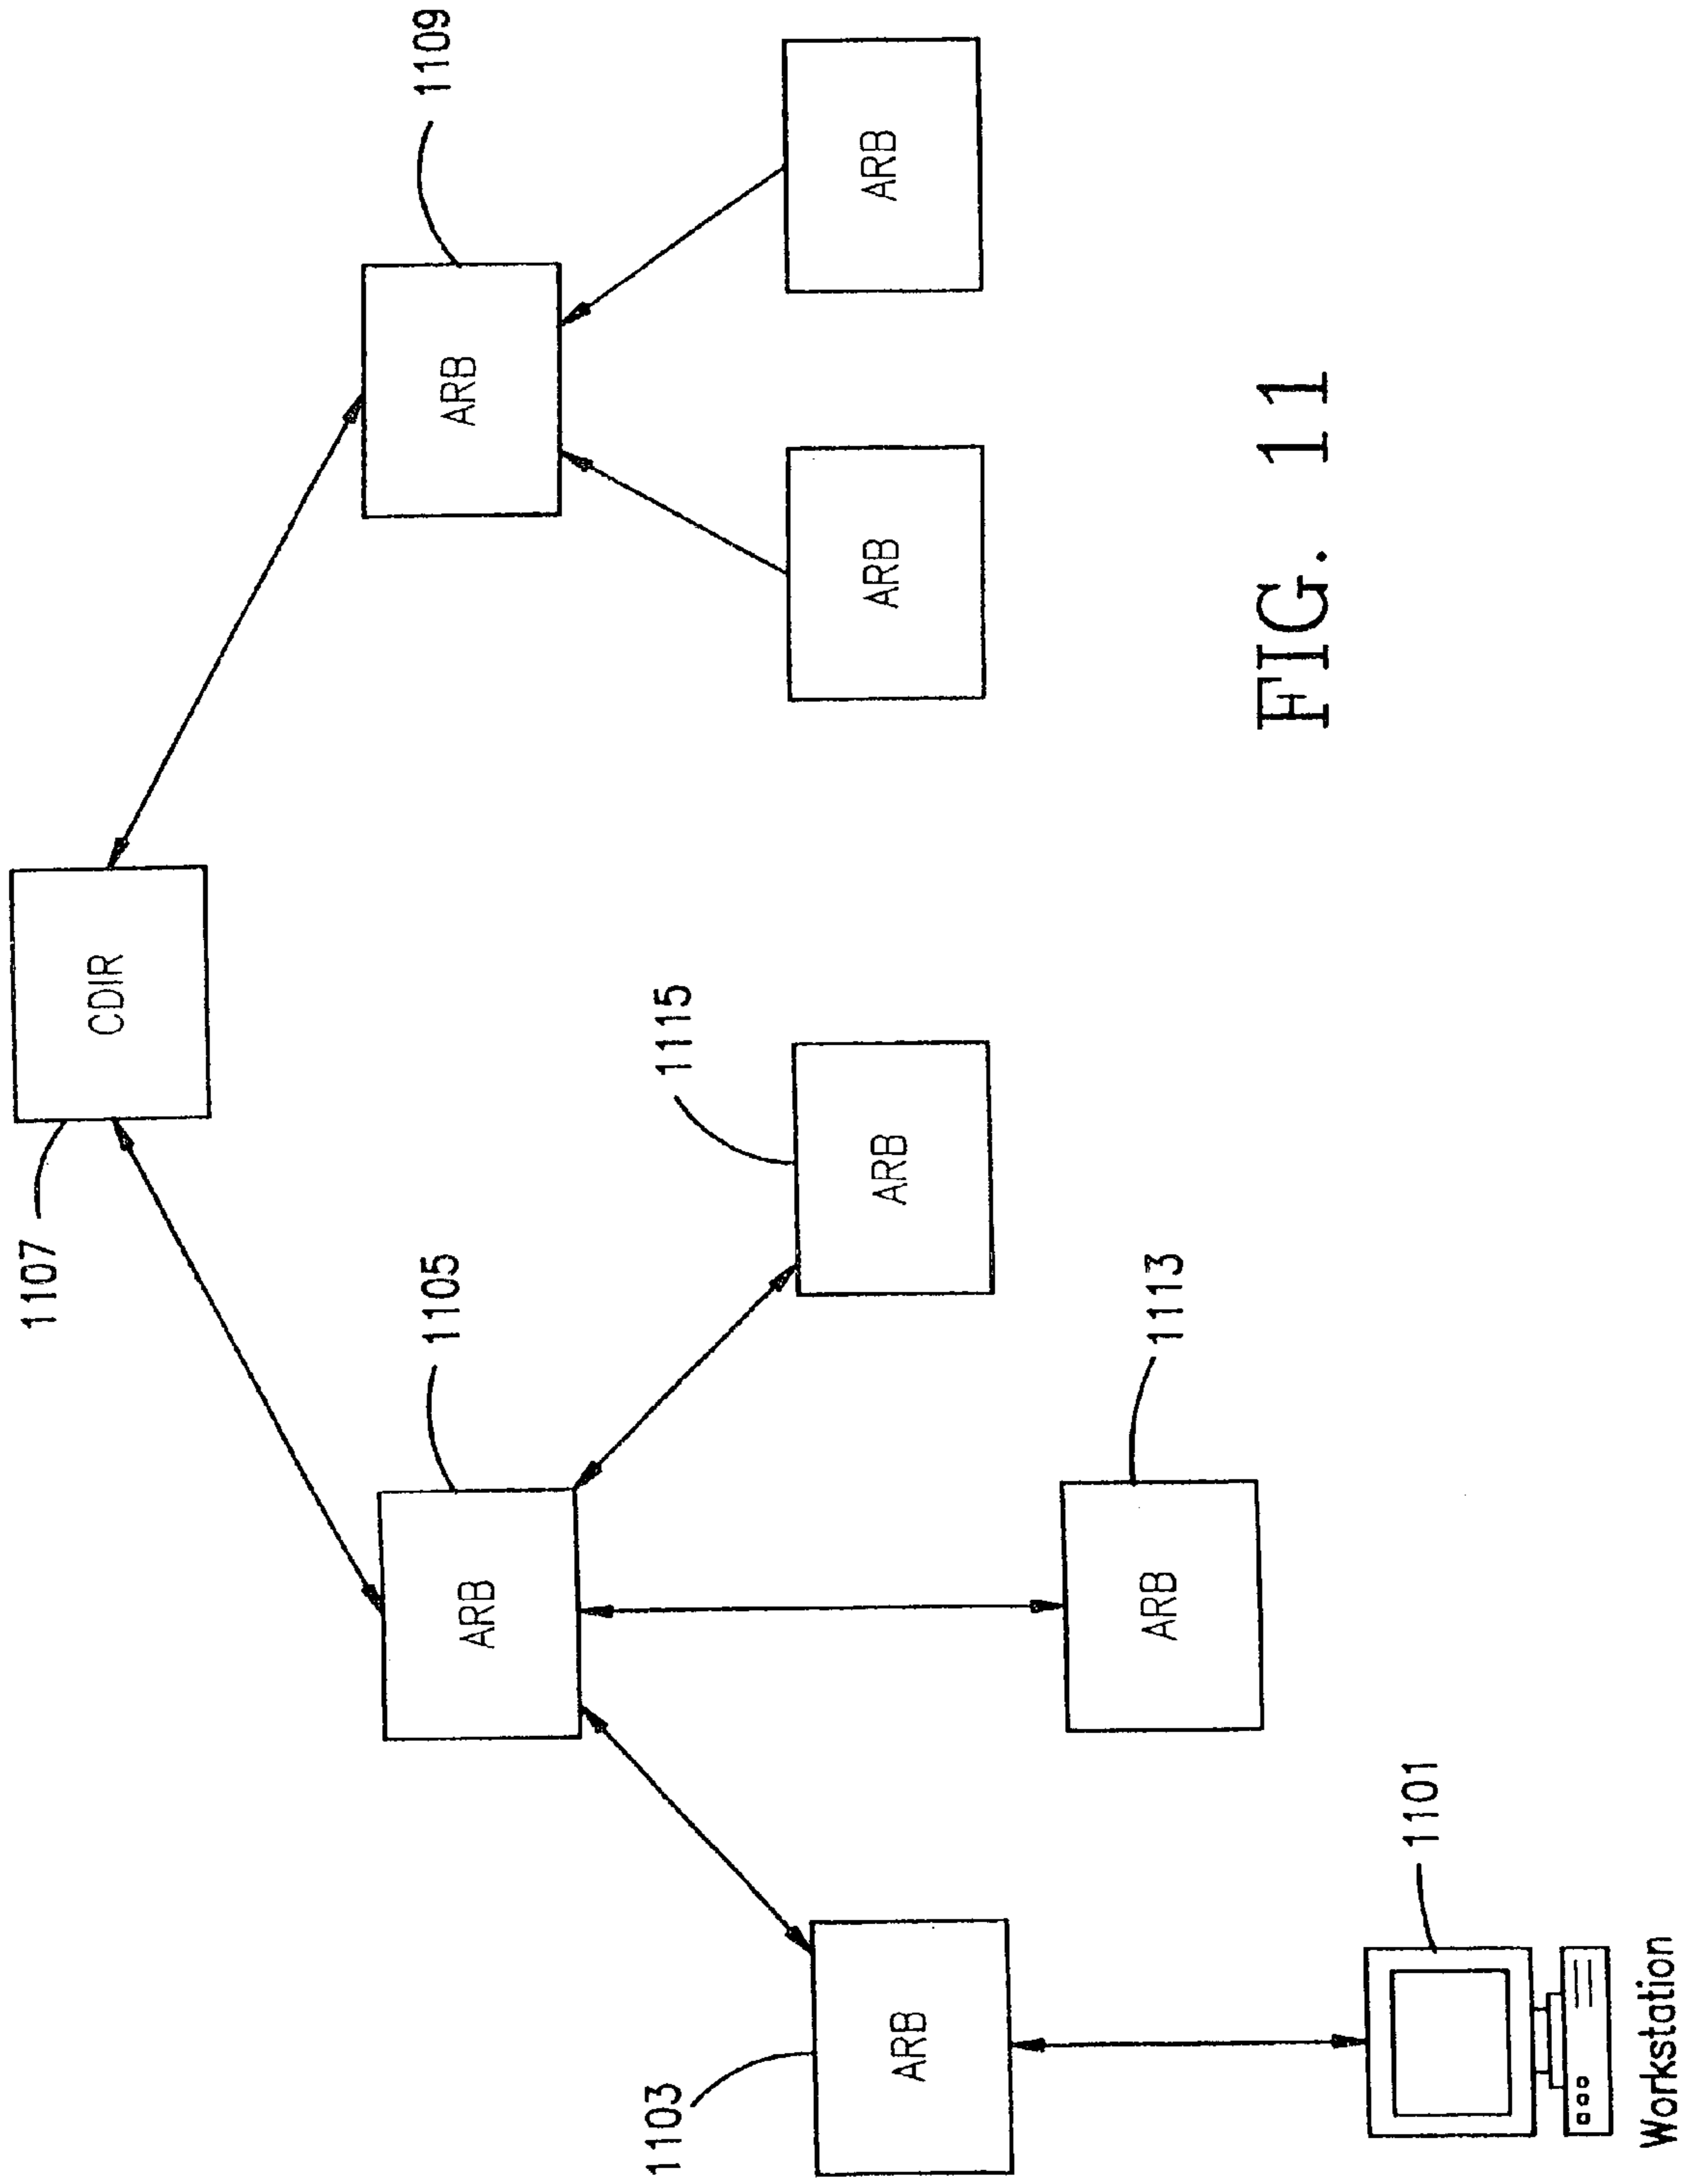 1107
CDIR
1105
ARB
ARB
1109
1103
ARB
1115
ARB
ARB
ARB
ARB
1113
1101
Workstation
FIG. 11